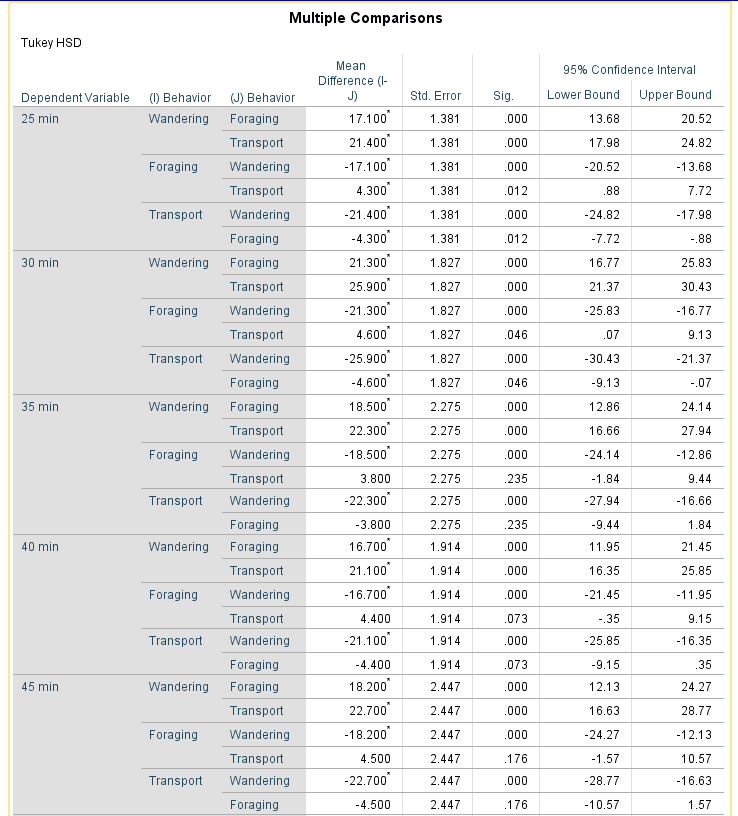 Multiple Comparisons
Tukey HSD
Dependent Variable (I) Behavior (J) Behavior Mean Difference (I-J) Std. Error Sig. 95% Confidence Interval
Lower Bound Upper Bound
25 min Wandering Foraging 17.100* 1.381 .000 13.68 20.52
Transport 21.400* 1.381 .000 17.98 24.82
Foraging Wandering -17.100* 1.381 .000 -20.52 -13.68
Transport 4.300* 1.381 .012 .88 7.72
Transport Wandering -21.400* 1.381 .000 -24.82 -17.98
Foraging -4.300* 1.381 .012 -7.72 -.88
30 min Wandering Foraging 21.300* 1.827 .000 16.77 25.83
Transport 25.900* 1.827 .000 21.37 30.43
Foraging Wandering -21.300* 1.827 .000 -25.83 -16.77
Transport 4.600* 1.827 .046 .07 9.13
Transport Wandering -25.900* 1.827 .000 -30.43 -21.37
Foraging -4.600* 1.827 .046 -9.13 -.07
35 min Wandering Foraging 18.500* 2.275 .000 12.86 24.14
Transport 22.300* 2.275 .000 16.66 27.94
Foraging Wandering -18.500* 2.275 .000 -24.14 -12.86
Transport 3.800 2.275 .235 -1.84 9.44
Transport Wandering -22.300* 2.275 .000 -27.94 -16.66
Foraging -3.800 2.275 .235 -9.44 1.84
40 min Wandering Foraging 16.700* 1.914 .000 11.95 21.45
Transport 21.100* 1.914 .000 16.35 25.85
Foraging Wandering -16.700* 1.914 .000 -21.45 -11.95
Transport 4.400 1.914 .073 -.35 9.15
Transport Wandering -21.100* 1.914 .000 -25.85 -16.35
Foraging -4.400 1.914 .073 -9.15 .35
45 min Wandering Foraging 18.200* 2.447 .000 12.13 24.27
Transport 22.700* 2.447 .000 16.63 28.77
Foraging Wandering -18.200* 2.447 .000 -24.27 -12.13
Transport 4.500 2.447 .176 -1.57 10.57
Transport Wandering -22.700* 2.447 .000 -28.77 -16.63
Foraging -4.500 2.447 .176 -10.57 1.57